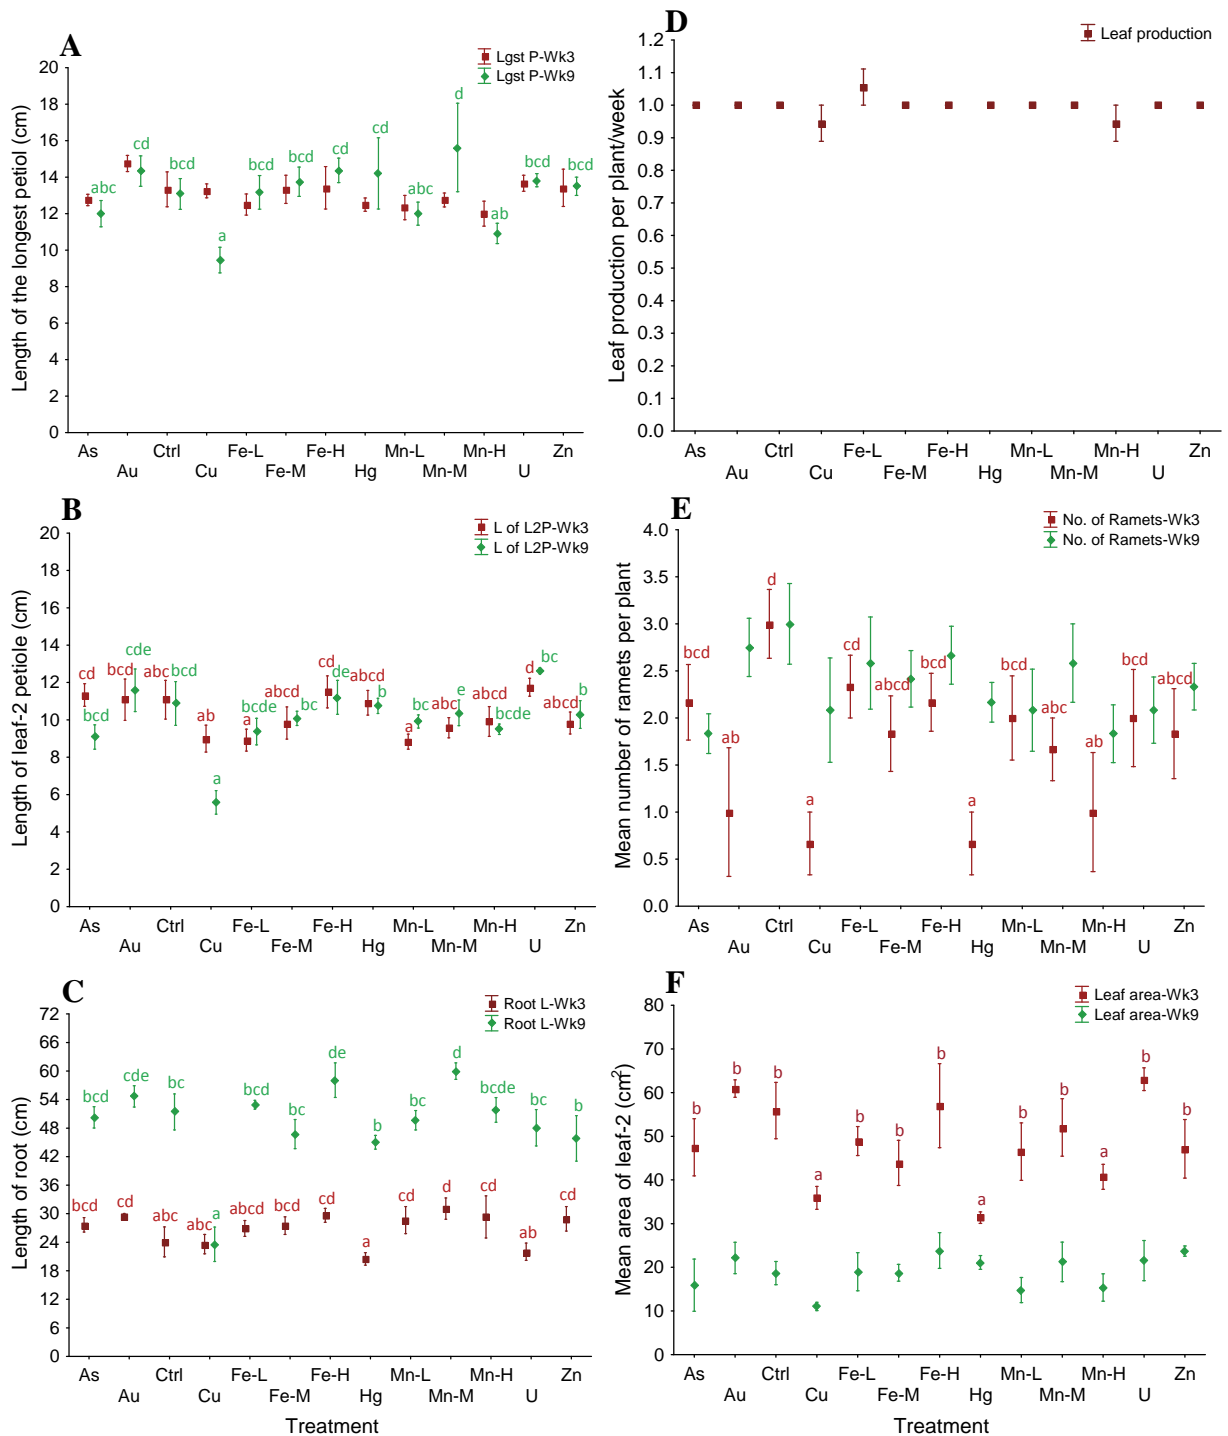 A
Lgst P-Wk3
Lgst P-Wk9
Length of the longest petiol (cm)
20
18
16
14
12
10
8
6
4
2
0
abc
cd
bcd
a
bcd
bcd
cd
cd
abc
d
ab
bcd
bcd
As
Au
Ctrl
Cu
Fe-L
Fe-M
Fe-H
Hg
Mn-L
Mn-M
Mn-H
U
Zn
B
L of L2P-Wk3
L of L2P-Wk9
Length of leaf-2 petiole (cm)
20
18
16
14
12
10
8
6
4
2
0
cd
bcd
bcd
cde
abc
bcd
ab
a
a
bcde
abcd
bc
cd
de
abcd
b
a
bc
abc
e
abcd
bcde
d
bc
abcd
b
As
Au
Ctrl
Cu
Fe-L
Fe-M
Fe-H
Hg
Mn-L
Mn-M
Mn-H
U
Zn
C
Root L-Wk3
Root L-Wk9
Length of root (cm)
72
66
60
54
48
42
36
30
24
18
12
6
0
bcd
cde
bc
bcd
bc
de
b
bc
d
bcde
bc
b
bcd
cd
abc
abc
a
abcd
bcd
cd
a
cd
d
cd
ab
cd
As
Au
Ctrl
Cu
Fe-L
Fe-M
Fe-H
Hg
Mn-L
Mn-M
Mn-H
U
Zn
Treatment
D
Leaf production
Leaf production per plant/week
1.2
1.1
1.0
0.9
0.8
0.7
0.6
0.5
0.4
0.3
0.2
0.1
0.0
As
Au
Ctrl
Cu
Fe-L
Fe-M
Fe-H
Hg
Mn-L
Mn-M
Mn-H
U
Zn
E
No. of Ramets-Wk3
No. of Ramets-Wk9
Mean number of ramets per plant
4.0
3.5
3.0
2.5
2.0
1.5
1.0
0.5
0.0
bcd
ab
d
a
cd
abcd
bcd
a
bcd
abc
ab
bcd
abcd
As
Au
Ctrl
Cu
Fe-L
Fe-M
Fe-H
Hg
Mn-L
Mn-M
Mn-H
U
Zn
F
Leaf area-Wk3
Leaf area-Wk9
Mean area of leaf-2 (cm²)
80
70
60
50
40
30
20
10
0
b
b
b
a
b
b
b
a
b
b
a
b
b
As
Au
Ctrl
Cu
Fe-L
Fe-M
Fe-H
Hg
Mn-L
Mn-M
Mn-H
U
Zn
Treatment